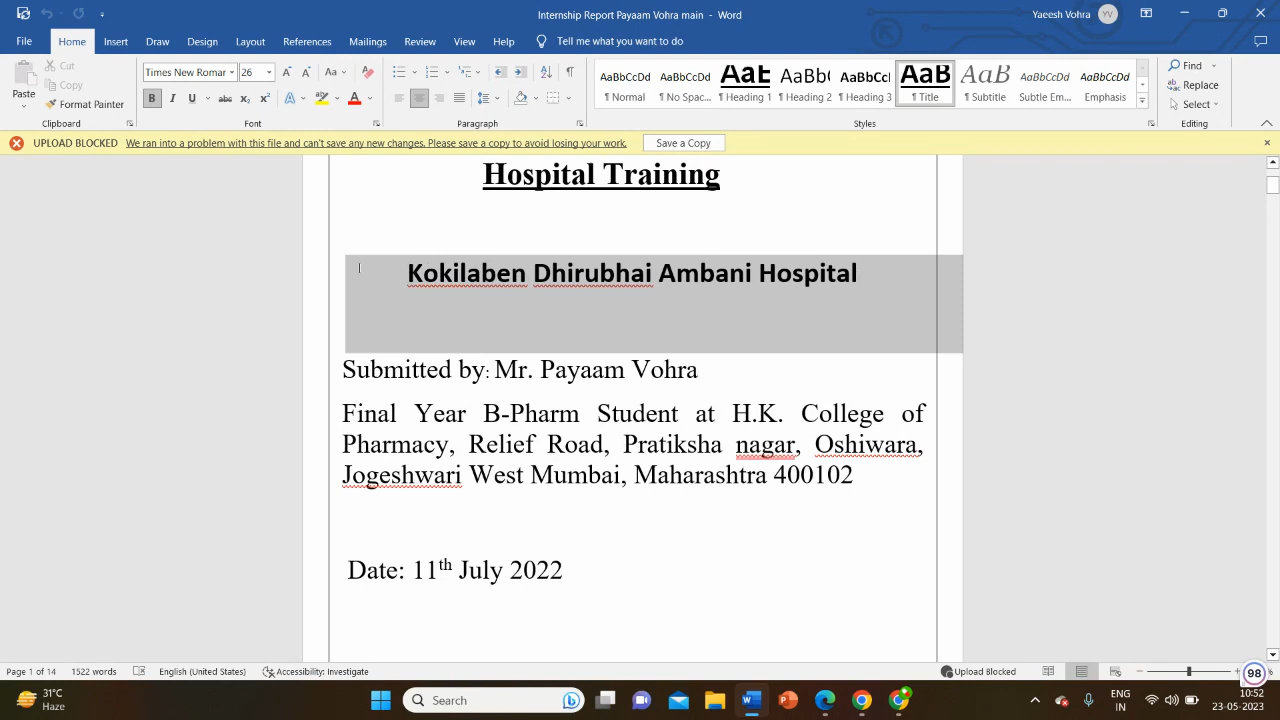 Internship Report Payaam Vohra main - Word
Yaeesh Vohra YV
File Home Insert Draw Design Layout References Mailings Review View Help Tell me what you want to do
Paste Cut Copy Format Painter
Times New Roman 26 Aa
AaBbCcDd AaBbCcDd AaBb AaBb( AaBbCc AaB AaB AaBbCcDd AaBbCcDd
¶ Normal ¶ No Spac... ¶ Heading 1 ¶ Heading 2 ¶ Heading 3 ¶ Title ¶ Subtitle Subtle Em... Emphasis
Find Replace Select
Clipboard Font Paragraph Styles Editing
UPLOAD BLOCKED We ran into a problem with this file and can't save any new changes. Please save a copy to avoid losing your work. Save a Copy
Hospital Training
Kokilaben Dhirubhai Ambani Hospital
Submitted by: Mr. Payaam Vohra
Final Year B-Pharm Student at H.K. College of
Pharmacy, Relief Road, Pratiksha nagar, Oshiwara,
Jogeshwari West Mumbai, Maharashtra 400102
Date: 11th July 2022
Page 1 of 14 1522 words English (United States) Accessibility: Investigate Upload Blocked 98
31°C
Haze
Search
ENG
IN
10:52
23-05-2023